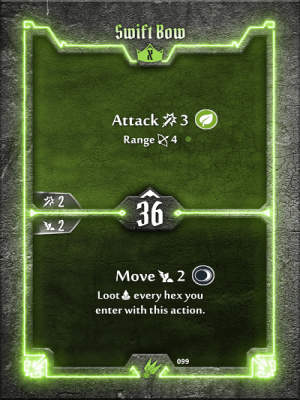 Swift Bow
X
Attack 3
Range 4
2
36
2
Move 2
Loot every hex you
enter with this action.
099